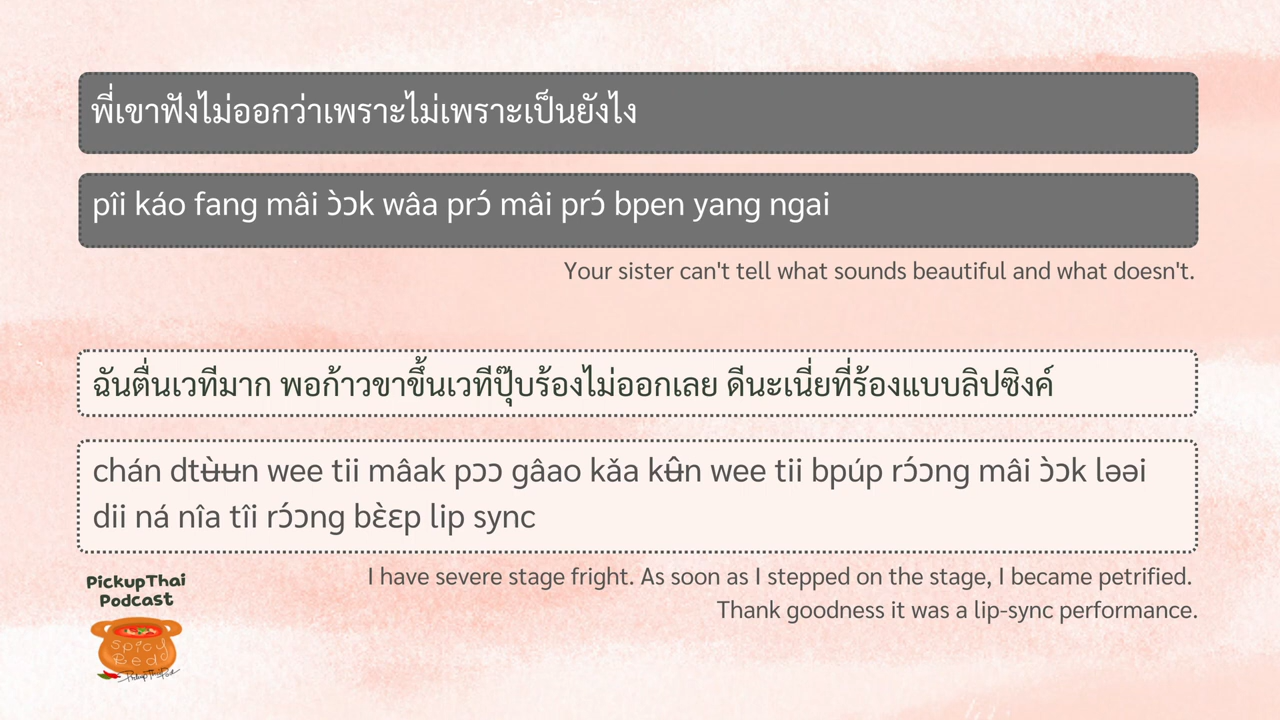 พี่เขาฟังไม่ออกว่าเพราะไม่เพราะเป็นยังไง
pîi káo fang mâi ɔ̀ɔk wâa prɔ́ mâi prɔ́ bpen yang ngai
Your sister can't tell what sounds beautiful and what doesn't.
ฉันตื่นเวทีมาก พอก้าวขาขึ้นเวทีปุ๊บร้องไม่ออกเลย ดีนะเนี่ยที่ร้องแบบลิปซิงค์
chán dtʉ̀ʉn wee tii mâak pɔɔ gâao kǎa kʉ̂n wee tii bpúp rɔ́ɔng mâi ɔ̀ɔk ləəi
dii ná nîa tîi rɔ́ɔng bɛ̀ɛp lip sync
I have severe stage fright. As soon as I stepped on the stage, I became petrified.
Thank goodness it was a lip-sync performance.
PickupThai
Podcast
Spicy
Red
PickupThaiPod